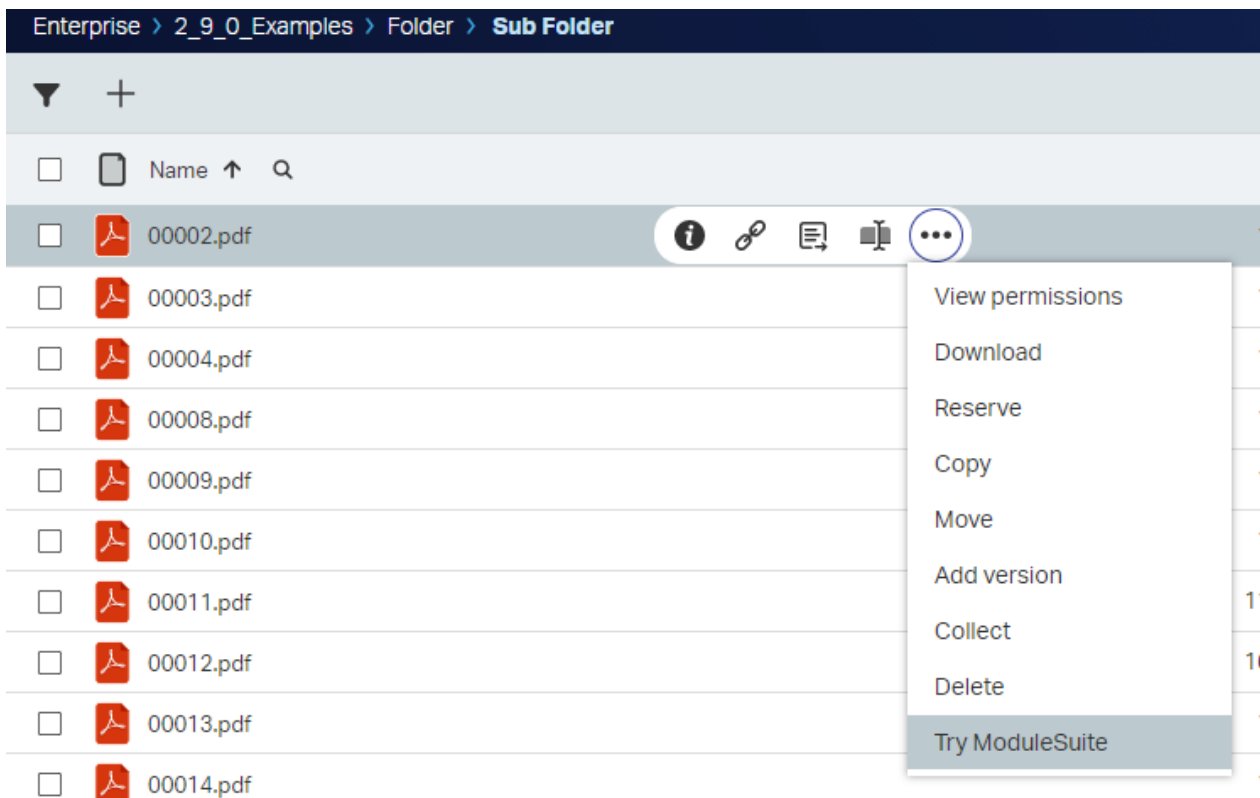 Enterprise > 2_9_0_Examples > Folder > Sub Folder
Name
00002.pdf
View permissions
00003.pdf
Download
00004.pdf
Reserve
00008.pdf
Copy
00009.pdf
Move
00010.pdf
Add version
00011.pdf
Collect
00012.pdf
Delete
00013.pdf
Try ModuleSuite
00014.pdf